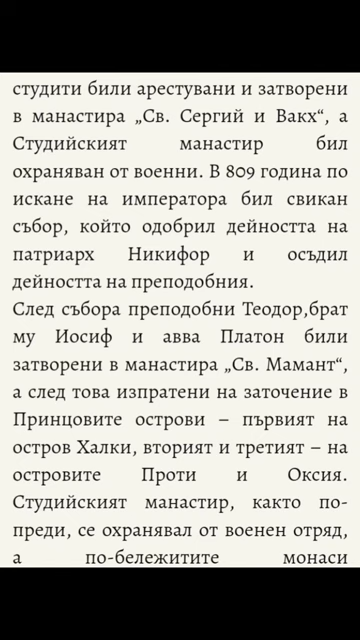 студити били арестувани и затворени
в манастира „Св. Сергий и Вакх“, а
Студийският манастир бил
охраняван от военни. В 809 година по
искане на императора бил свикан
събор, който одобрил дейността на
патриарх Никифор и осъдил
дейността на преподобния.
След събора преподобни Теодор,брат
му Иосиф и авва Платон били
затворени в манастира „Св. Мамант“,
а след това изпратени на заточение в
Принцовите острови – първият на
остров Халки, вторият и третият – на
островите Проти и Оксия.
Студийският манастир, както по-
преди, се охранявал от военен отряд,
а по-бележитите монаси